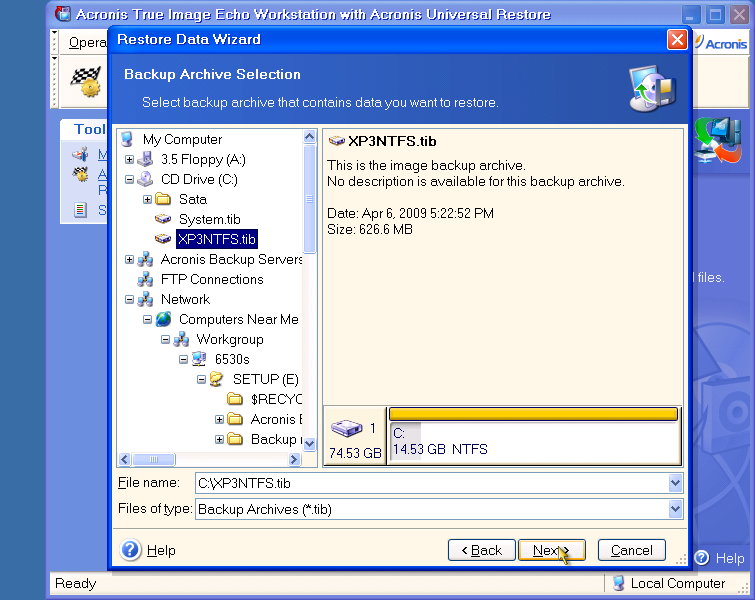 Acronis True Image Echo Workstation with Acronis Universal Restore
Restore Data Wizard
Opera
Acronis
Backup Archive Selection
Select backup archive that contains data you want to restore.
Tool
M
A
R
S
My Computer
3.5 Floppy (A:)
CD Drive (C:)
Sata
System.tib
XP3NTFS.tib
Acronis Backup Servers
FTP Connections
Network
Computers Near Me
Workgroup
6530s
SETUP (E)
$RECYC
Acronis
Backup
XP3NTFS.tib
This is the image backup archive.
No description is available for this backup archive.
Date: Apr 6, 2009 5:22:52 PM
Size: 626.6 MB
1
74.53 GB
C:
14.53 GB NTFS
files.
File name: C:\XP3NTFS.tib
Files of type: Backup Archives (*.tib)
Help
< Back
Next >
Cancel
Help
Ready
Local Computer